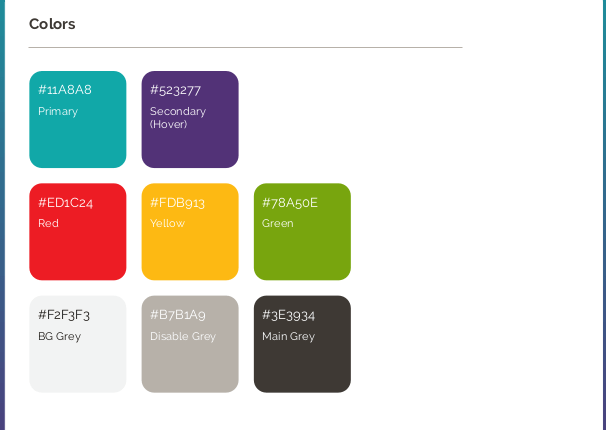 Colors
#11A8A8
Primary
#523277
Secondary
(Hover)
#ED1C24
Red
#FDB913
Yellow
#78A50E
Green
#F2F3F3
BG Grey
#B7B1A9
Disable Grey
#3E3934
Main Grey